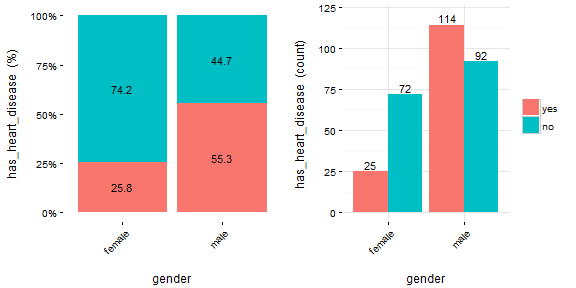 has_heart_disease (%)
100%
75%
50%
25%
0%
74.2
25.8
44.7
55.3
female
male
gender
has_heart_disease (count)
125
100
75
50
25
0
25
72
114
92
female
male
gender
yes
no